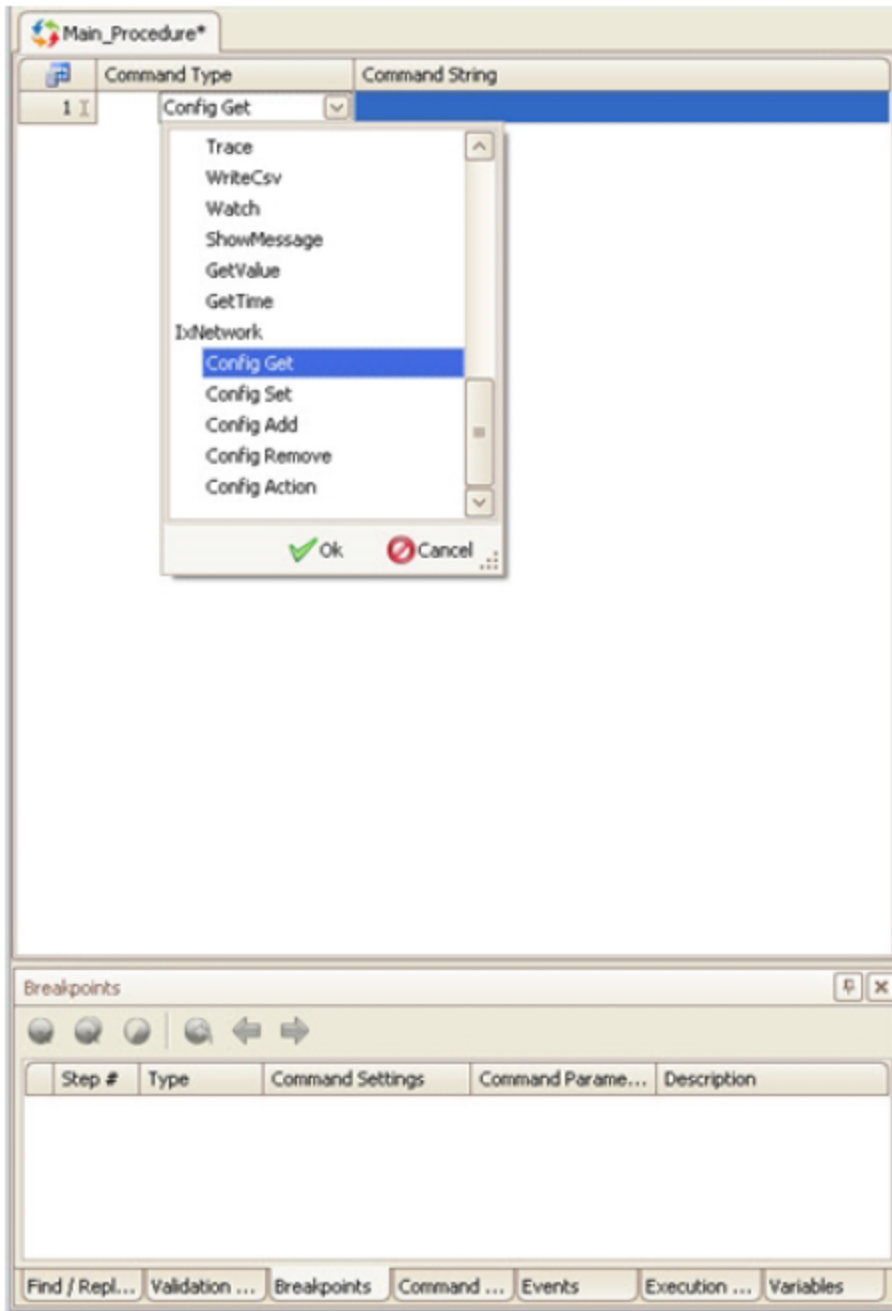 Main_Procedure*
Command Type Command String
1 Config Get
Trace
WriteCsv
Watch
ShowMessage
GetValue
GetTime
IxNetwork
Config Get
Config Set
Config Add
Config Remove
Config Action
Ok Cancel
Breakpoints
Step # Type Command Settings Command Parame... Description
Find / Repl... Validation ... Breakpoints Command ... Events Execution ... Variables